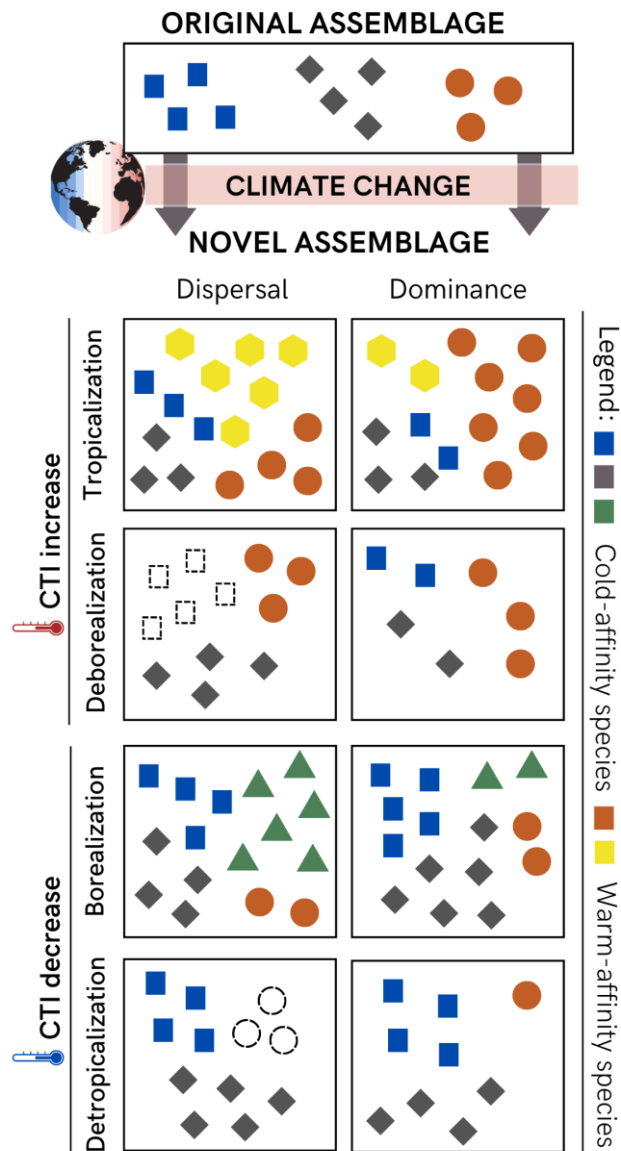 ORIGINAL ASSEMBLAGE
CLIMATE CHANGE
NOVEL ASSEMBLAGE
Dispersal
Dominance
CTI increase
Tropicalization
Deborealization
CTI decrease
Borealization
Detropicalization
Legend:
Cold-affinity species
Warm-affinity species